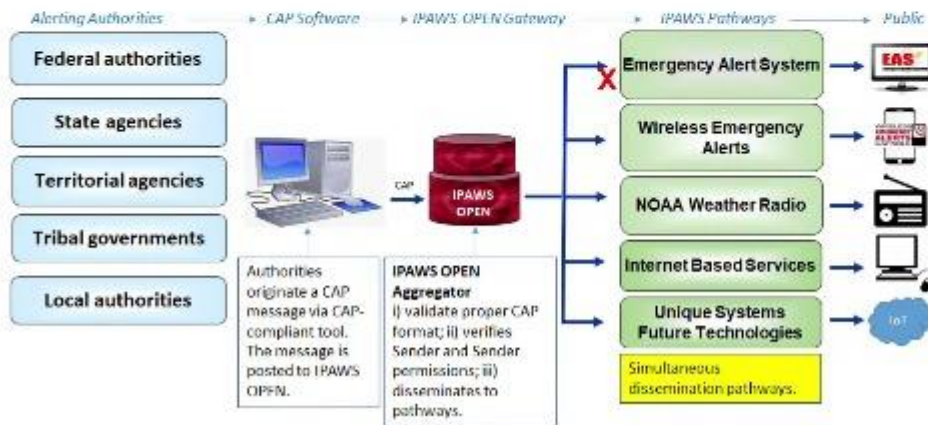 Alerting Authorities
CAP Software
IPAWS OPEN Gateway
IPAWS Pathways
Public
Federal authorities
State agencies
Territorial agencies
Tribal governments
Local authorities
CAP
IPAWS
OPEN
Authorities
originate a CAP
message via CAP-
compliant tool.
The message is
posted to IPAWS
OPEN.
IPAWS OPEN
Aggregator
i) validate proper CAP
format; ii) verifies
Sender and Sender
permissions; iii)
disseminates to
pathways.
X
Emergency Alert System
Wireless Emergency
Alerts
NOAA Weather Radio
Internet Based Services
Unique Systems
Future Technologies
Simultaneous
dissemination pathways.
EAS
ALERTS
IoT